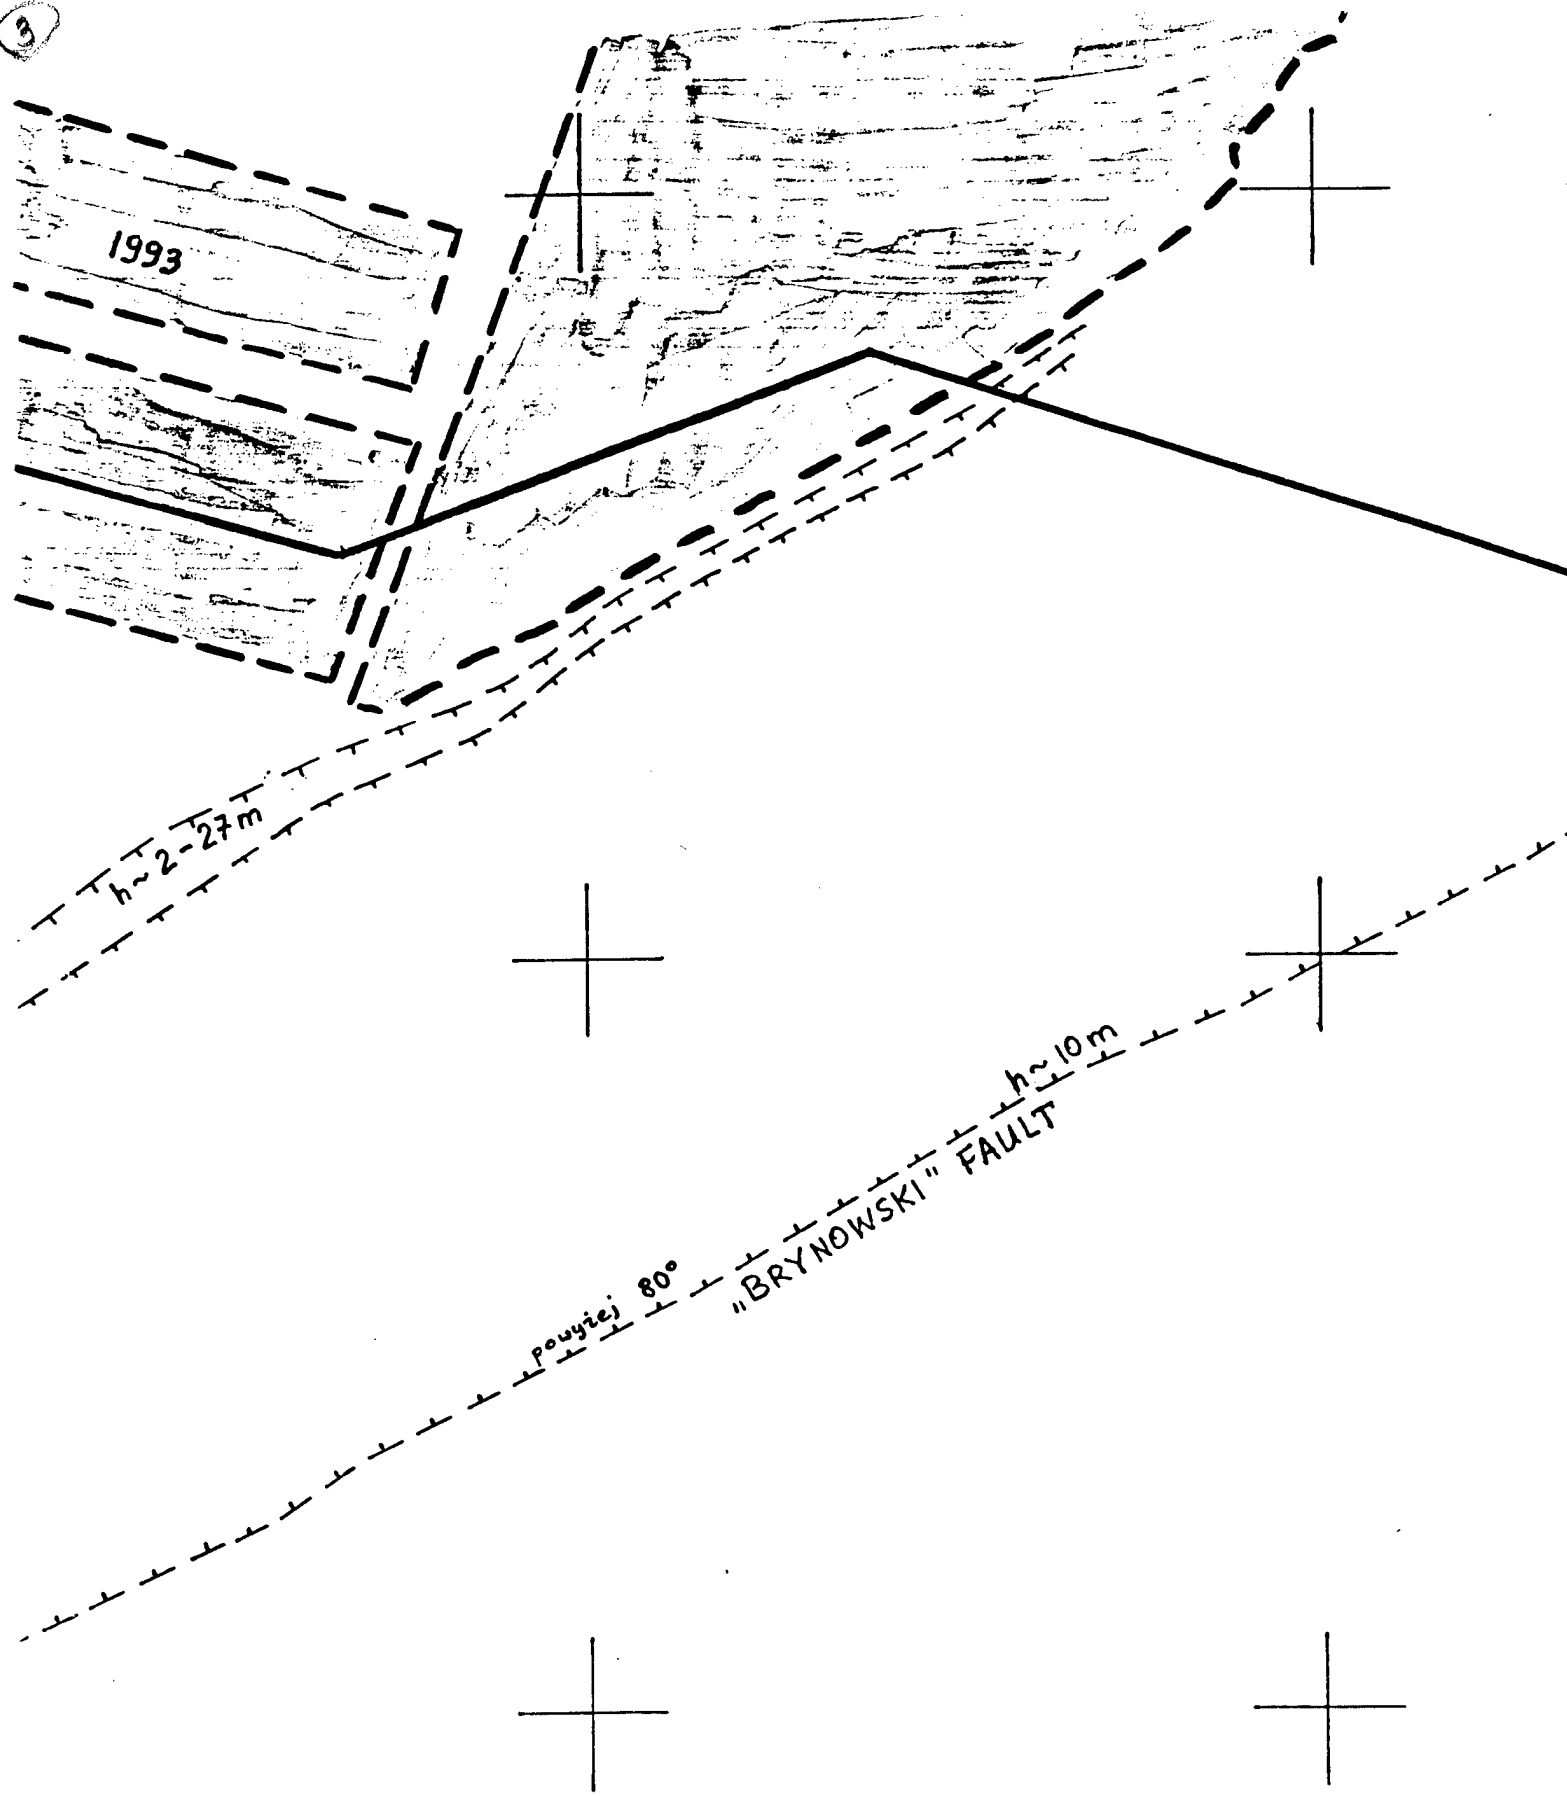 3
1993
h~2-27m
h~10m
„BRYNOWSKI" FAULT
powyżej 80°